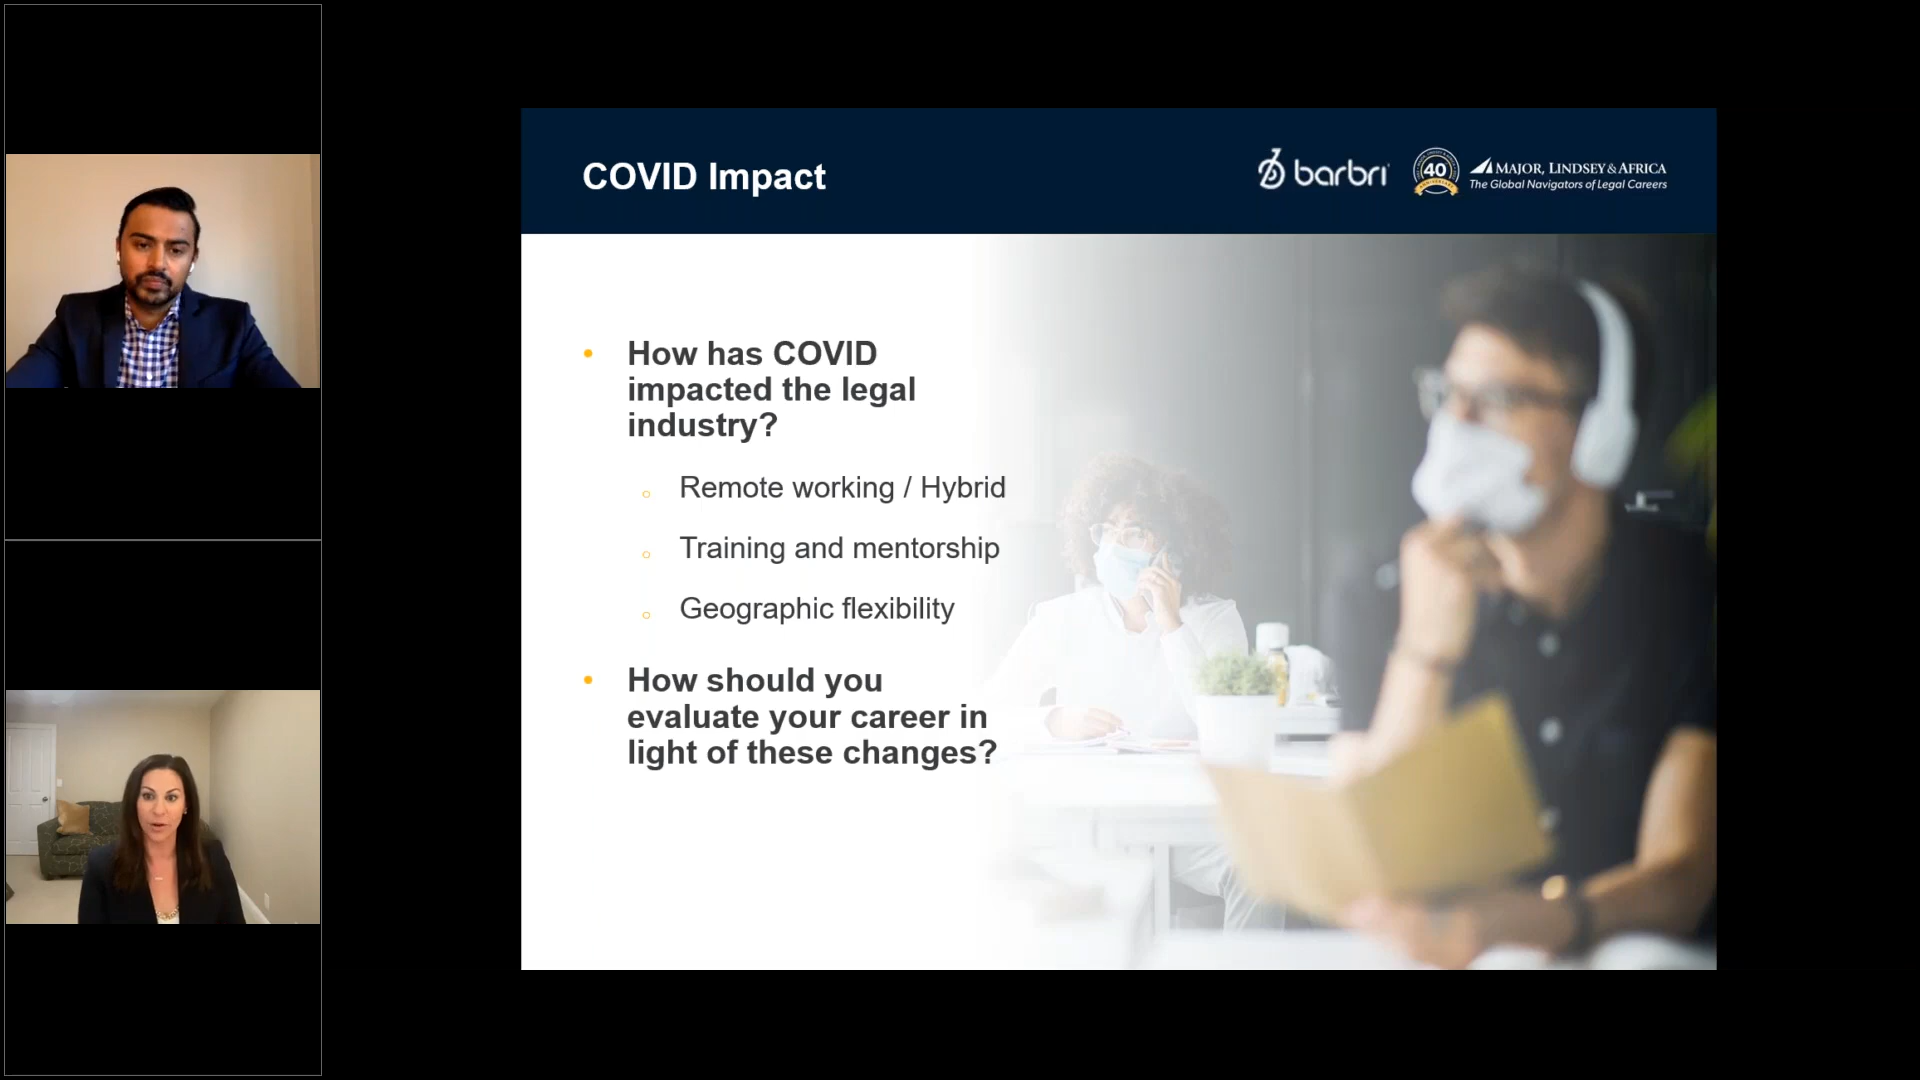 COVID Impact
barbri
40
MAJOR, LINDSEY & AFRICA
The Global Navigators of Legal Careers
• How has COVID
impacted the legal
industry?
○ Remote working / Hybrid
○ Training and mentorship
○ Geographic flexibility
• How should you
evaluate your career in
light of these changes?